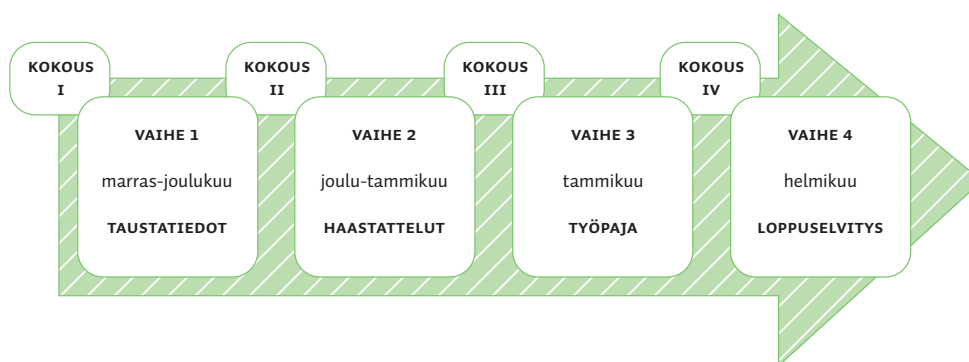 KOKOUS
I
KOKOUS
II
KOKOUS
III
KOKOUS
IV
VAIHE 1
marras-joulukuu
TAUSTATIEDOT
VAIHE 2
joulu-tammikuu
HAASTATTELUT
VAIHE 3
tammikuu
TYÖPAJA
VAIHE 4
helmikuu
LOPPUSELVITYS